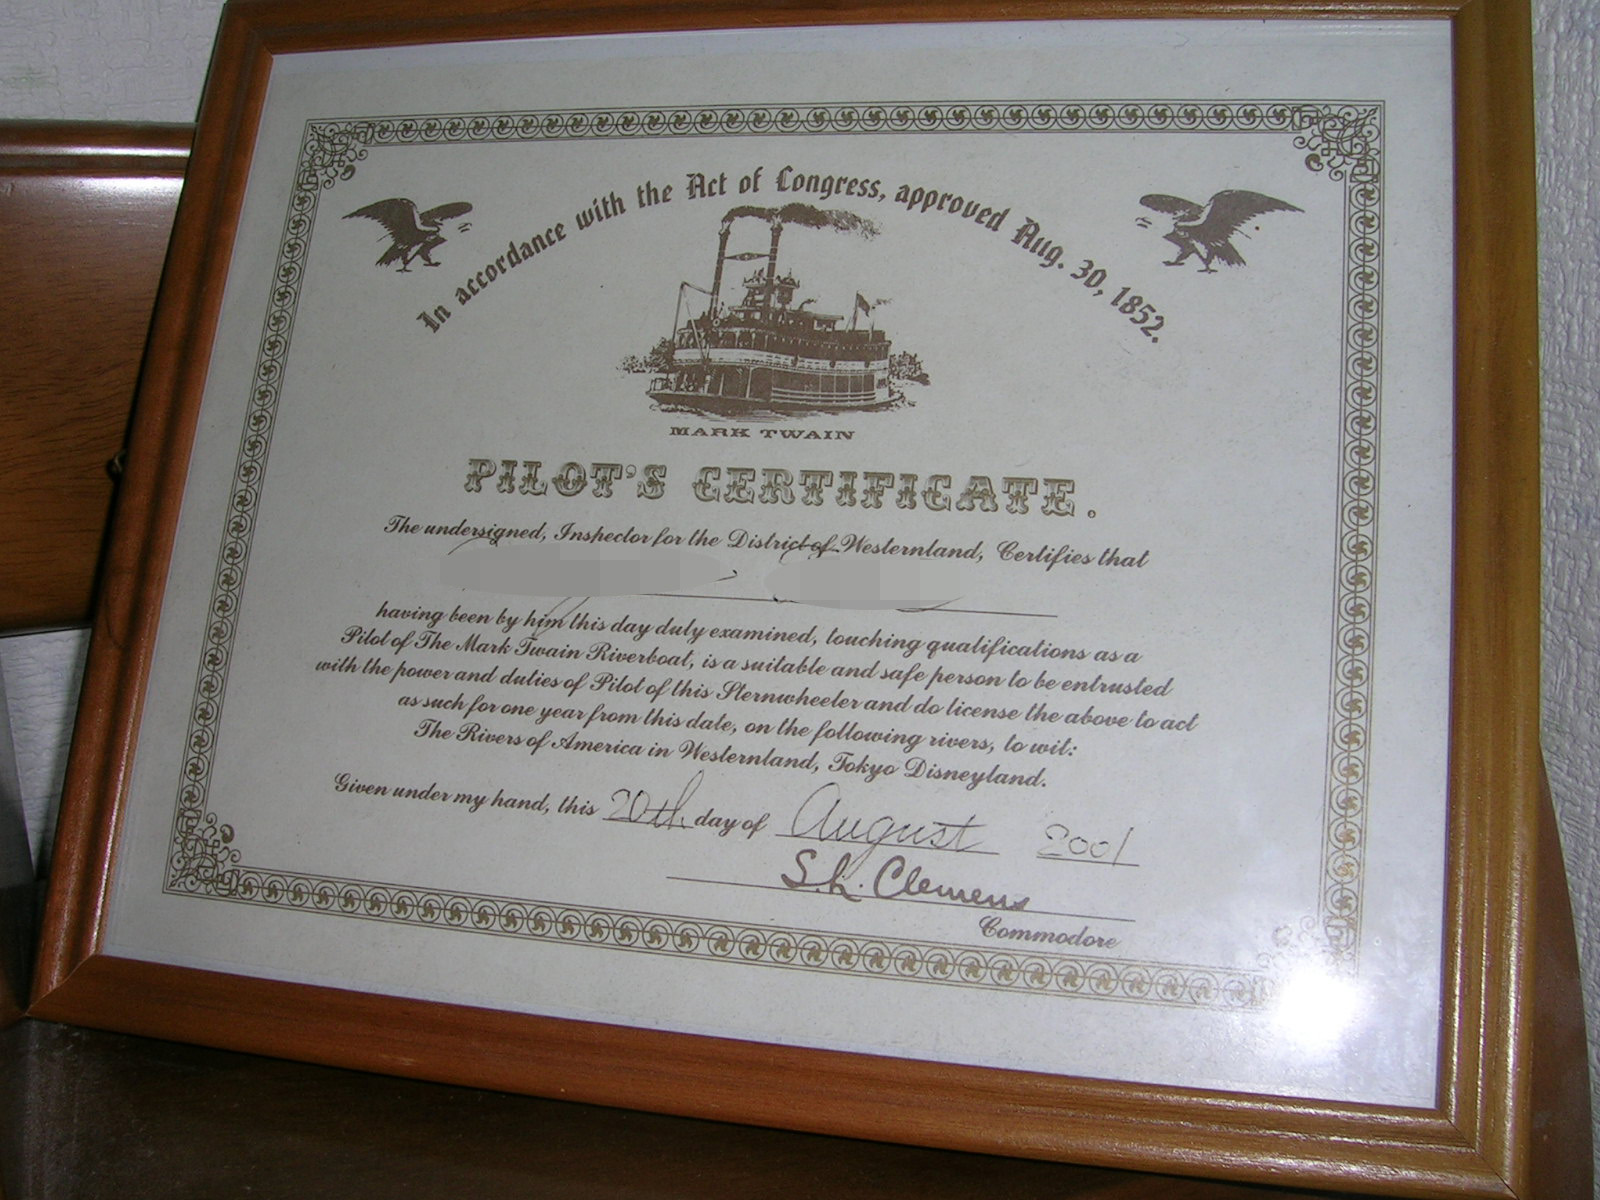 In accordance with the Act of Congress, approved Aug. 30, 1852.
MARK TWAIN
PILOT'S CERTIFICATE.
The undersigned, Inspector for the District of Westernland, Certifies that
having been by him this day duly examined, touching qualifications as a
Pilot of The Mark Twain Riverboat, is a suitable and safe person to be entrusted
with the power and duties of Pilot of this Sternwheeler and do license the above to act
as such for one year from this date, on the following rivers, to wit:
The Rivers of America in Westernland, Tokyo Disneyland.
Given under my hand, this 20th day of August 2001
S. L. Clemens
Commodore